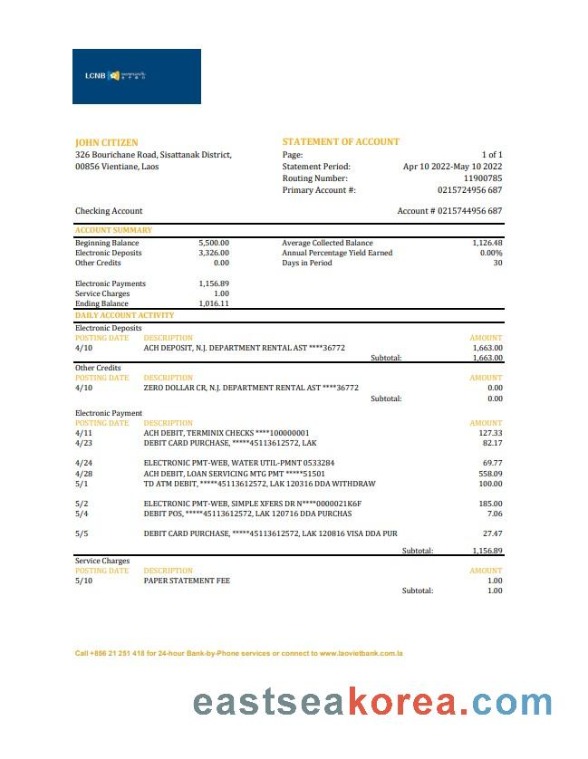 LCNB
JOHN CITIZEN
326 Bourichane Road, Sisattanak District,
00856 Vientiane, Laos
STATEMENT OF ACCOUNT
Page: 1 of 1
Statement Period: Apr 10 2022-May 10 2022
Routing Number: 11900785
Primary Account #: 0215724956 687
Checking Account Account # 0215744956 687
ACCOUNT SUMMARY
Beginning Balance 5,500.00 Average Collected Balance 1,126.48
Electronic Deposits 3,326.00 Annual Percentage Yield Earned 0.00%
Other Credits 0.00 Days in Period 30
Electronic Payments 1,156.89
Service Charges 1.00
Ending Balance 1,016.11
DAILY ACCOUNT ACTIVITY
Electronic Deposits
POSTING DATE DESCRIPTION AMOUNT
4/10 ACH DEPOSIT, N.J. DEPARTMENT RENTAL AST ****36772 1,663.00
Subtotal: 1,663.00
Other Credits
POSTING DATE DESCRIPTION AMOUNT
4/10 ZERO DOLLAR CR, N.J. DEPARTMENT RENTAL AST ****36772 0.00
Subtotal: 0.00
Electronic Payment
POSTING DATE DESCRIPTION AMOUNT
4/11 ACH DEBIT, TERMINIX CHECKS ****100000001 127.33
4/23 DEBIT CARD PURCHASE, *****45113612572, LAK 82.17
4/24 ELECTRONIC PMT-WEB, WATER UTIL-PMNT 0533284 69.77
4/28 ACH DEBIT, LOAN SERVICING MTG PMT *****51501 558.09
5/1 TD ATM DEBIT, *****45113612572, LAK 120316 DDA WITHDRAW 100.00
5/2 ELECTRONIC PMT-WEB, SIMPLE XFERS DR N****0000021K6F 185.00
5/4 DEBIT POS, *****45113612572, LAK 120716 DDA PURCHAS 7.06
5/5 DEBIT CARD PURCHASE, *****45113612572, LAK 120816 VISA DDA PUR 27.47
Subtotal: 1,156.89
Service Charges
POSTING DATE DESCRIPTION AMOUNT
5/10 PAPER STATEMENT FEE 1.00
Subtotal: 1.00
Call +856 21 251 418 for 24-hour Bank-by-Phone services or connect to www.laovietbank.com.la
eastseakorea.com